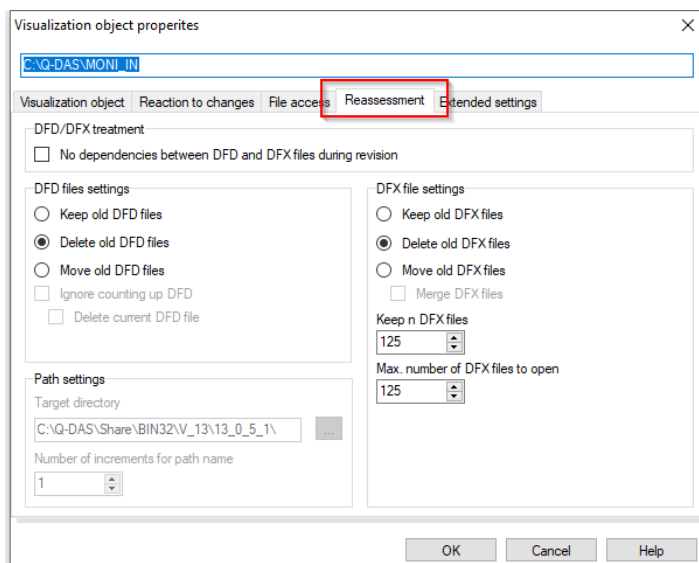 Visualization object properites
C:\Q-DAS\MONI_IN
Visualization object Reaction to changes File access Reassessment Extended settings
DFD/DFX treatment
No dependencies between DFD and DFX files during revision
DFD files settings
Keep old DFD files
Delete old DFD files
Move old DFD files
Ignore counting up DFD
Delete current DFD file
Path settings
Target directory
C:\Q-DAS\Share\BIN32\V_13\13_0_5_1\ ...
Number of increments for path name
1
DFX file settings
Keep old DFX files
Delete old DFX files
Move old DFX files
Merge DFX files
Keep n DFX files
125
Max. number of DFX files to open
125
OK Cancel Help